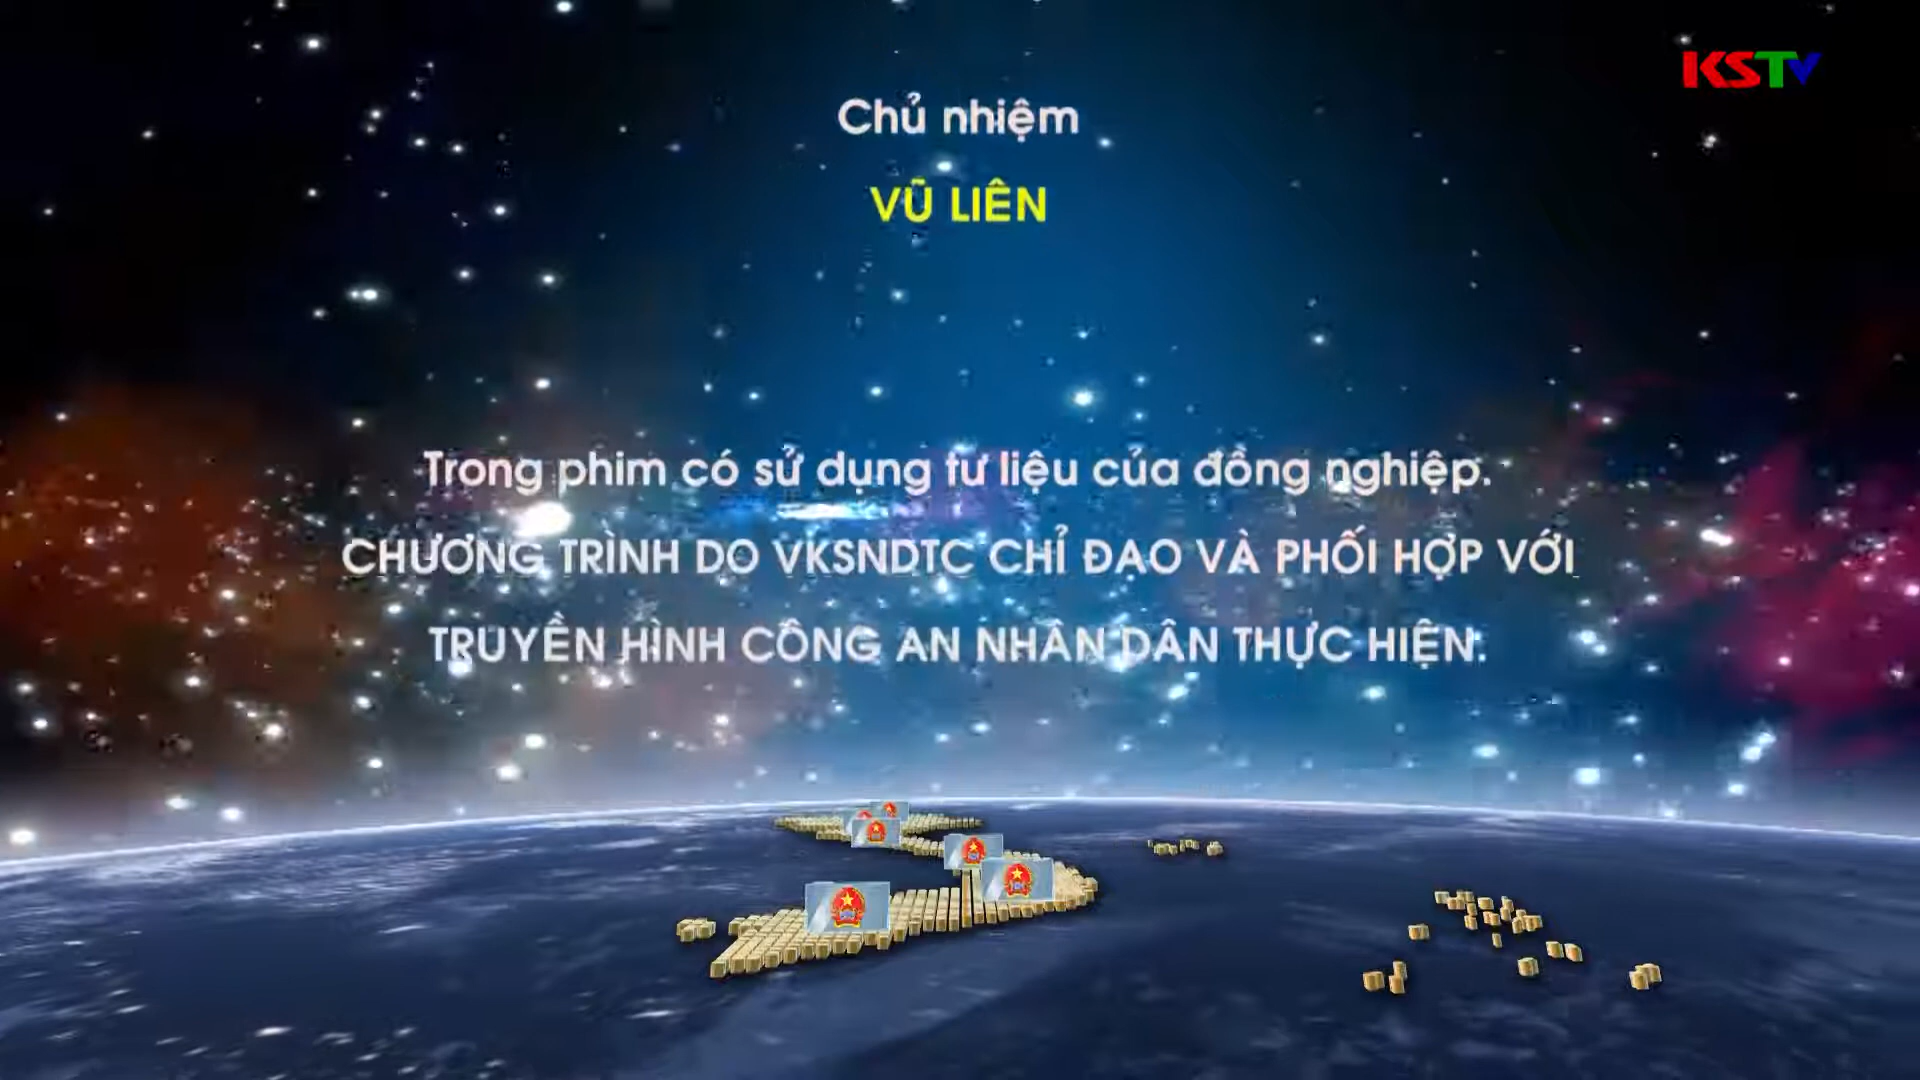 KSTV
Chủ nhiệm
VŨ LIÊN
Trong phim có sử dụng tư liệu của đồng nghiệp.
CHƯƠNG TRÌNH DO VKSNDTC CHỈ ĐAO VÀ PHỐI HỢP VỚI
TRUYỀN HÌNH CÔNG AN NHÂN DÂN THỰC HIỆN.